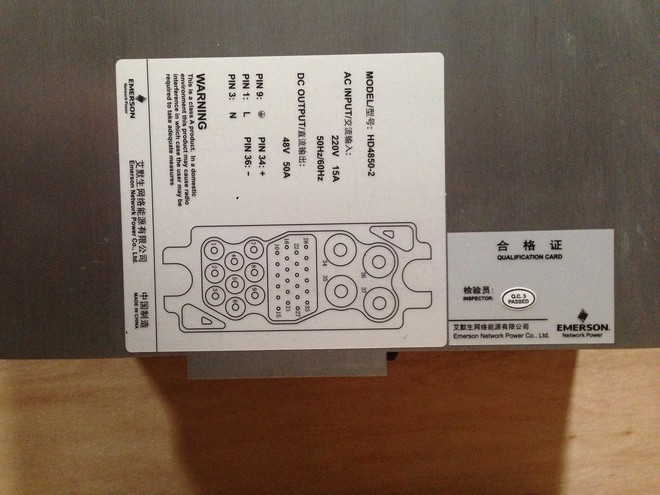 MODEL/型号: HD4850-2
AC INPUT/交流输入:
220V 15A
50Hz/60Hz
DC OUTPUT/直流输出:
48V 50A
PIN 9: PIN 34: +
PIN 1: L PIN 36: -
PIN 3: N
WARNING
This is a class A product. In a domestic
environment this product may cause radio
interference in which case the user may be
required to take adequate measures
EMERSON
Network Power
艾默生网络能源有限公司
Emerson Network Power Co., Ltd.
中国制造
MADE IN CHINA
合格证
QUALIFICATION CARD
检验员:
INSPECTOR:
Q.C. 3
PASSED
艾默生网络能源有限公司
Emerson Network Power Co., Ltd.
EMERSON
Network Power